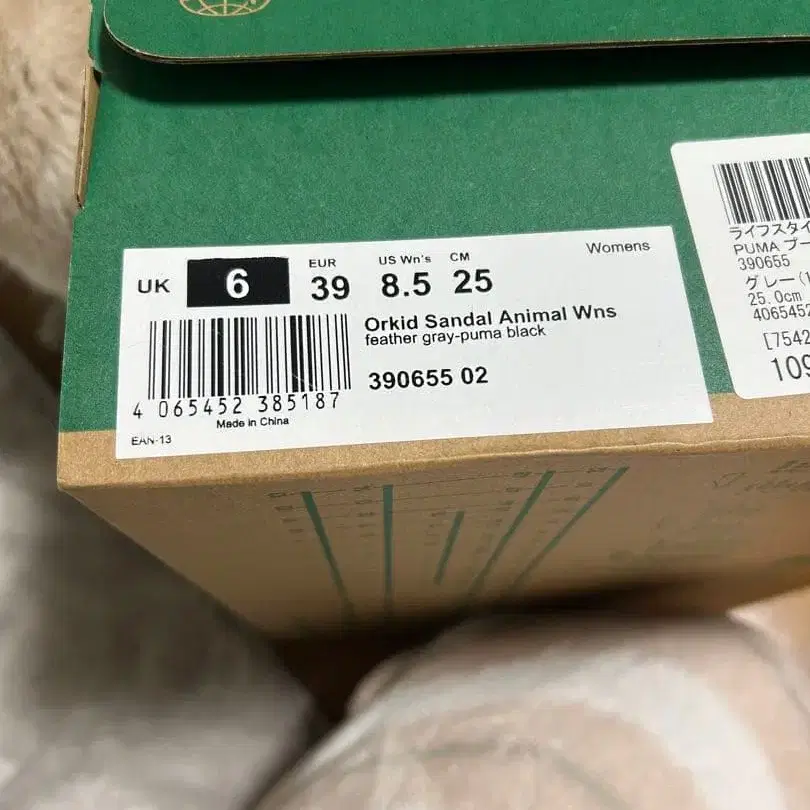 Womens
UK 6 EUR 39 US Wn's 8.5 CM 25
Orkid Sandal Animal Wns
feather gray-puma black
390655 02
4 065452 385187
Made in China
EAN-13
ライフスタイ
PUMA プー
390655
グレー(1
25.0cm
4065452
[7542
109